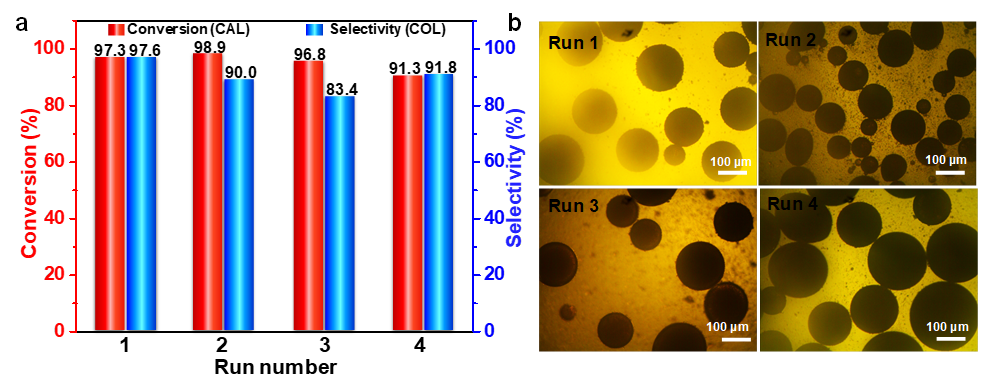 a
Conversion (CAL)
Selectivity (COL)
100
80
60
40
20
0
Conversion (%)
97.3
97.6
98.9
90.0
96.8
83.4
91.3
91.8
100
80
60
40
20
0
Selectivity (%)
1 2 3 4
Run number
b
Run 1
100 µm
Run 2
100 µm
Run 3
100 µm
Run 4
100 µm